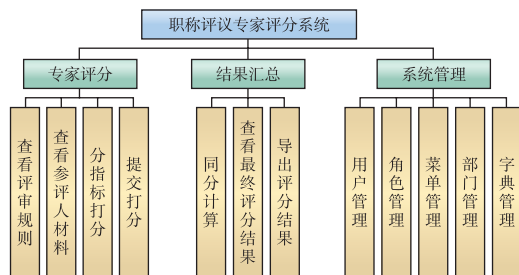 职称评议专家评分系统
专家评分
结果汇总
系统管理
查看评审规则
查看参评人材料
分指标打分
提交打分
同分计算
查看最终评分结果
导出评分结果
用户管理
角色管理
菜单管理
部门管理
字典管理